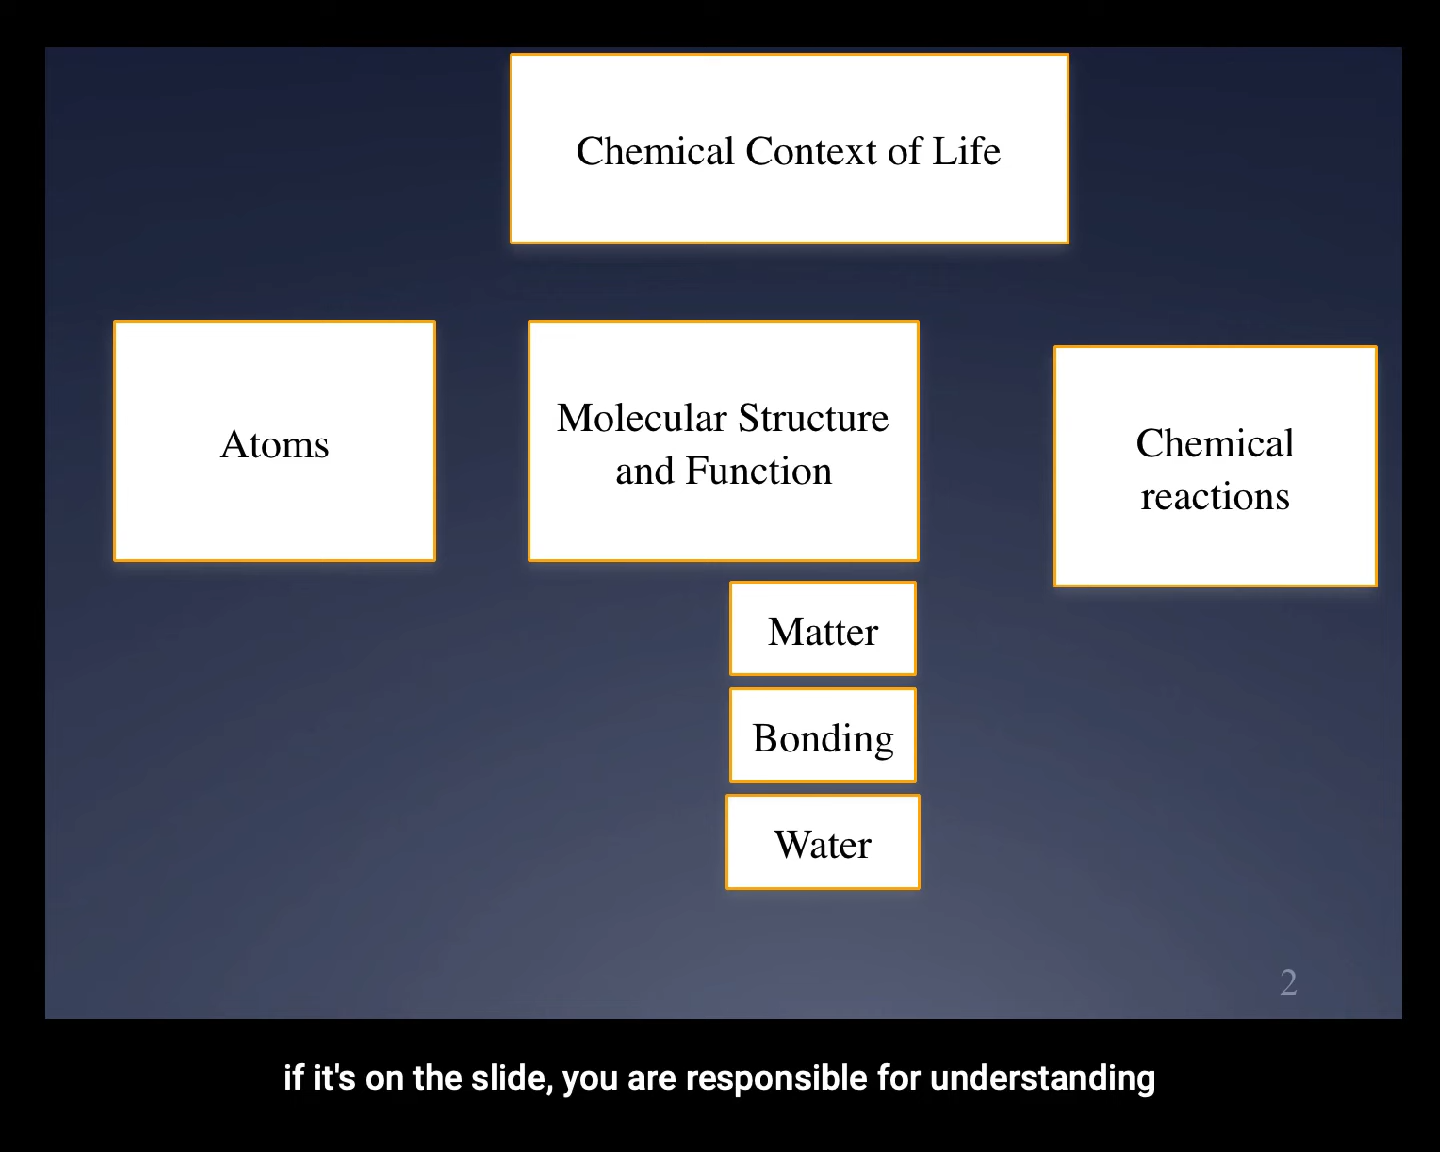 Chemical Context of Life
Atoms
Molecular Structure
and Function
Chemical
reactions
Matter
Bonding
Water
2
if it's on the slide, you are responsible for understanding